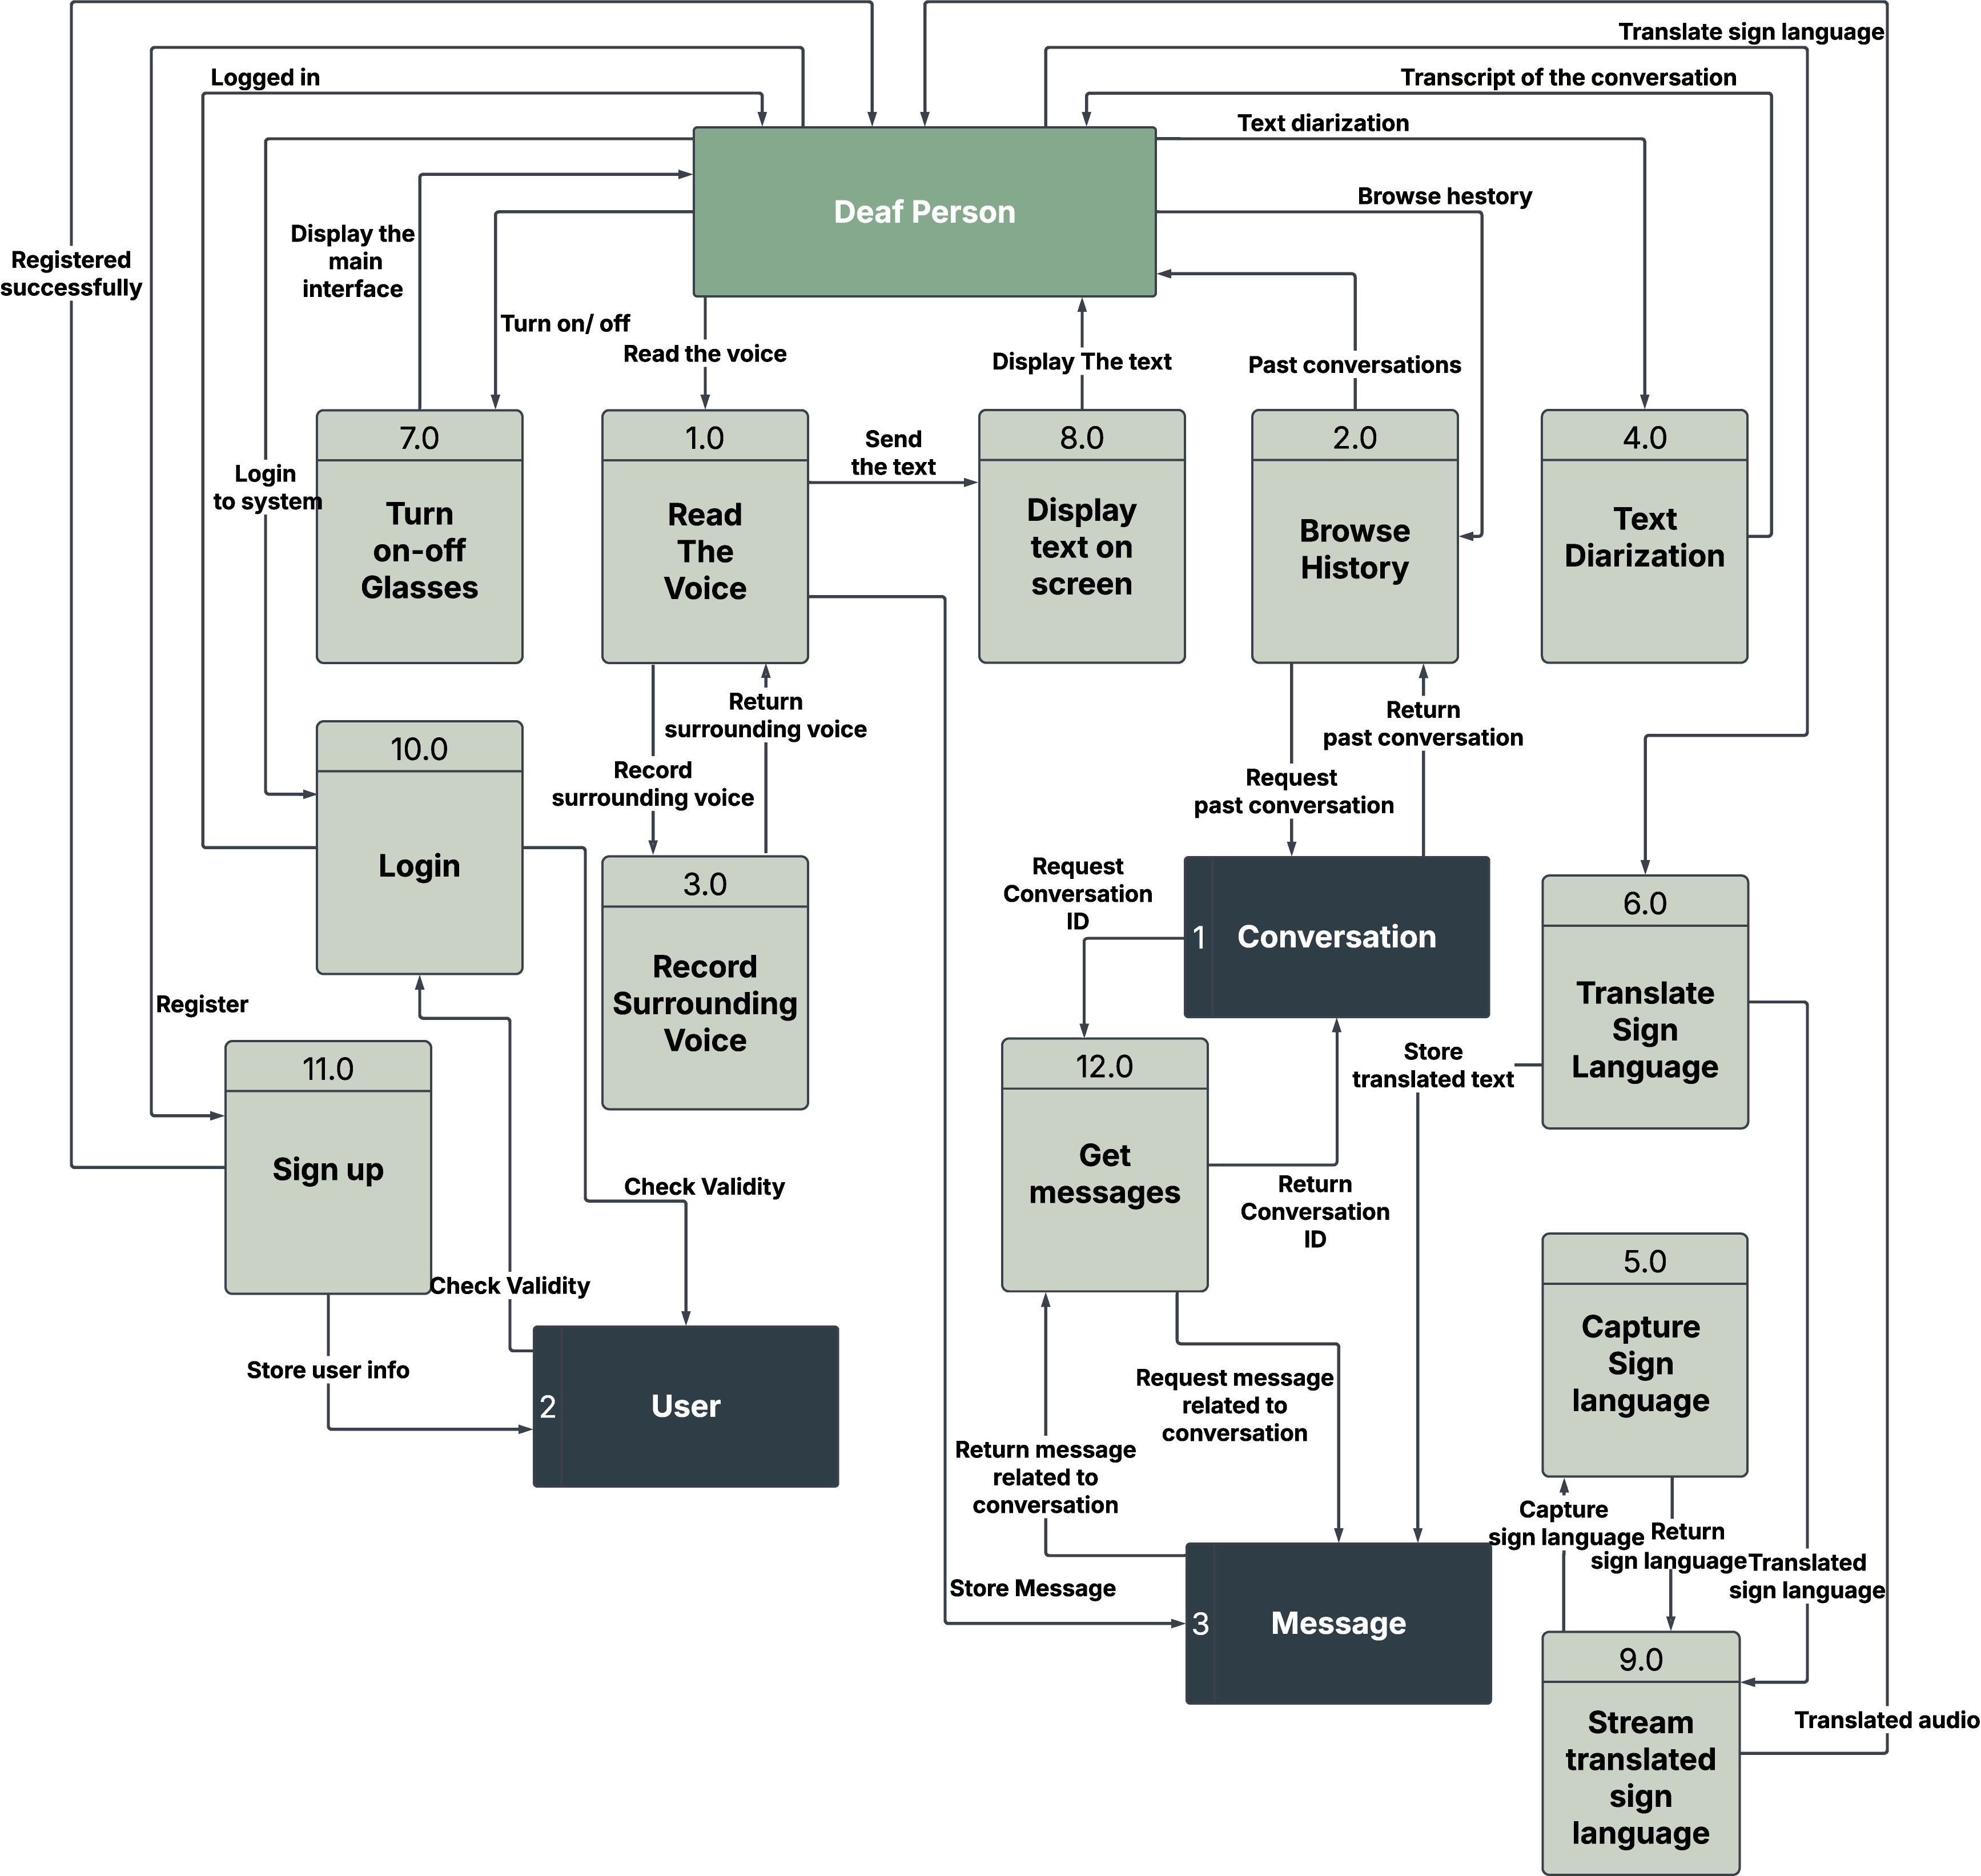 Translate sign language
Logged in
Transcript of the conversation
Text diarization
Browse hestory
Deaf Person
Display the
main
interface
Registered
successfully
Turn on/ off
Read the voice
Display The text
Past conversations
7.0
Turn
on-off
Glasses
1.0
Read
The
Voice
Send
the text
8.0
Display
text on
screen
2.0
Browse
History
4.0
Text
Diarization
Login
to system
Return
surrounding voice
Record
surrounding voice
Return
past conversation
Request
past conversation
10.0
Login
3.0
Record
Surrounding
Voice
Request
Conversation
ID
1
Conversation
6.0
Translate
Sign
Language
Register
11.0
Sign up
12.0
Get
messages
Store
translated text
Return
Conversation
ID
Check Validity
Check Validity
5.0
Capture
Sign
language
Store user info
2
User
Request message
related to
conversation
Return message
related to
conversation
Capture
sign language
Return
sign language
Translated
sign language
Store Message
3
Message
9.0
Stream
translated
sign
language
Translated audio